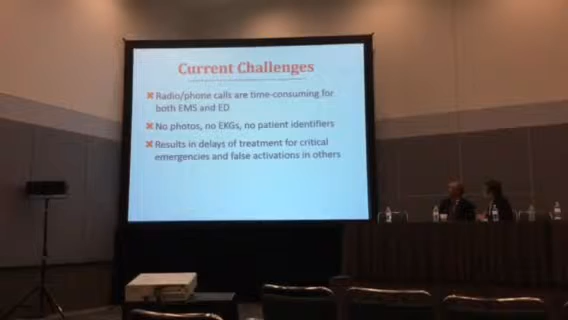 Current Challenges
Radio/phone calls are time-consuming for
both EMS and ED
No photos, no EKGs, no patient identifiers
Results in delays of treatment for critical
emergencies and false activations in others